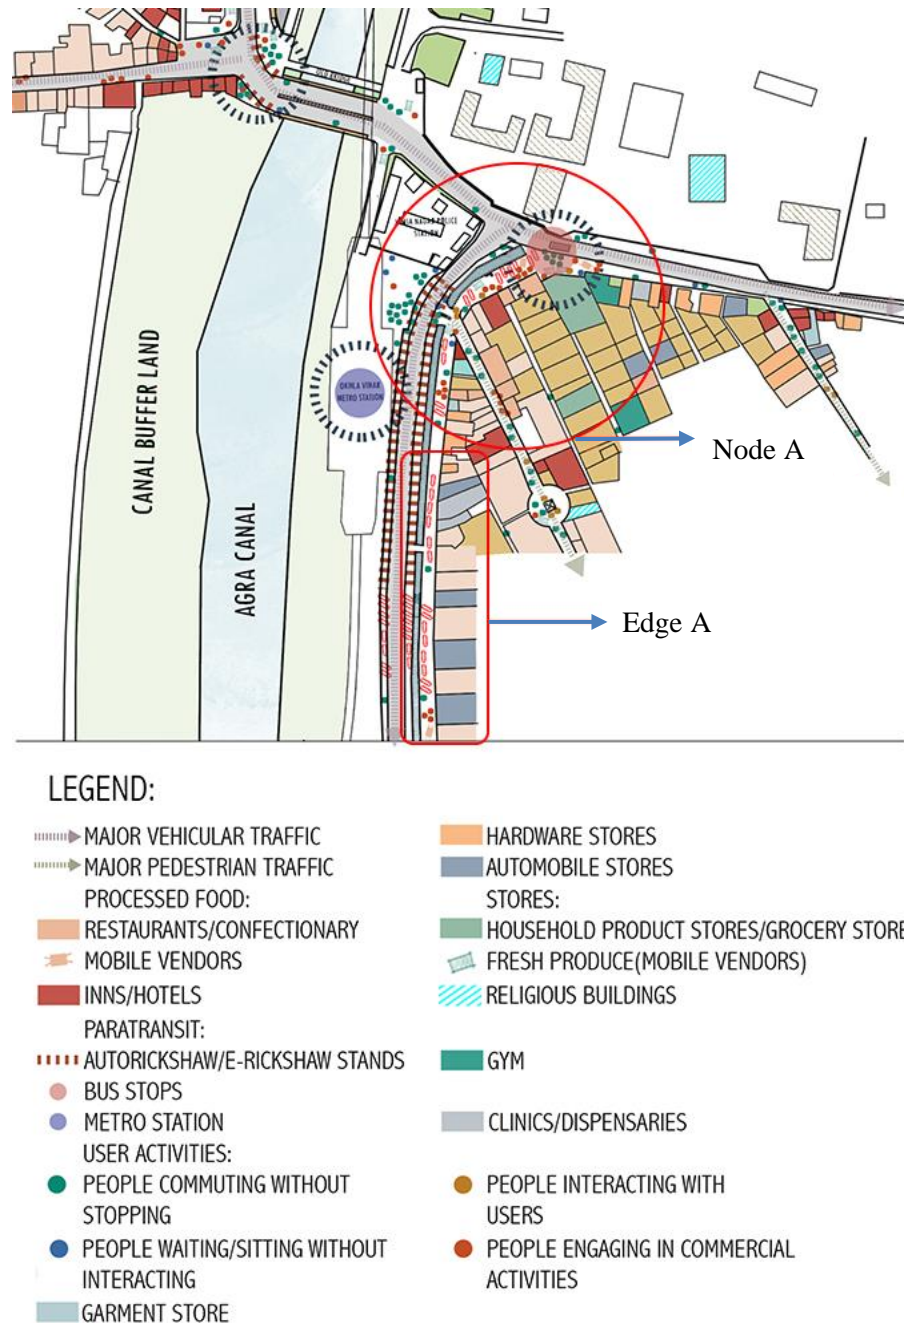 OLD BRIDGE
NAGAR POLICE
STATION
OKHLA VIHAR
METRO STATION
CANAL BUFFER LAND
AGRA CANAL
Node A
Edge A
LEGEND:
MAJOR VEHICULAR TRAFFIC
MAJOR PEDESTRIAN TRAFFIC
PROCESSED FOOD:
RESTAURANTS/CONFECTIONARY
MOBILE VENDORS
INNS/HOTELS
PARATRANSIT:
AUTORICKSHAW/E-RICKSHAW STANDS
BUS STOPS
METRO STATION
USER ACTIVITIES:
PEOPLE COMMUTING WITHOUT
STOPPING
PEOPLE WAITING/SITTING WITHOUT
INTERACTING
GARMENT STORE
HARDWARE STORES
AUTOMOBILE STORES
STORES:
HOUSEHOLD PRODUCT STORES/GROCERY STORE
FRESH PRODUCE(MOBILE VENDORS)
RELIGIOUS BUILDINGS
GYM
CLINICS/DISPENSARIES
PEOPLE INTERACTING WITH
USERS
PEOPLE ENGAGING IN COMMERCIAL
ACTIVITIES